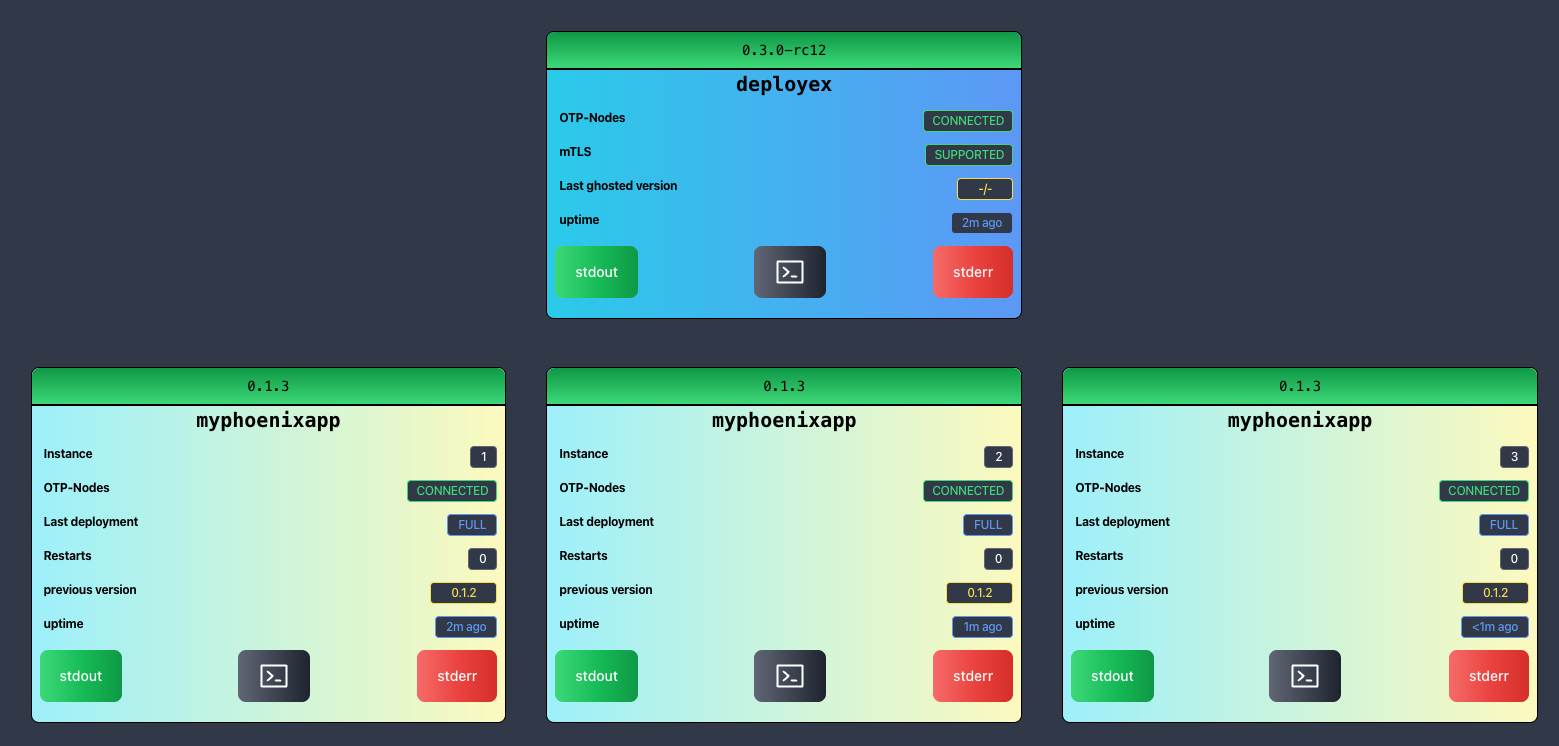 0.3.0-rc12
deployex
OTP-Nodes CONNECTED
mTLS SUPPORTED
Last ghosted version -/-
uptime 2m ago
stdout >_ stderr
0.1.3
myphoenixapp
Instance 1
OTP-Nodes CONNECTED
Last deployment FULL
Restarts 0
previous version 0.1.2
uptime 2m ago
stdout >_ stderr
0.1.3
myphoenixapp
Instance 2
OTP-Nodes CONNECTED
Last deployment FULL
Restarts 0
previous version 0.1.2
uptime 1m ago
stdout >_ stderr
0.1.3
myphoenixapp
Instance 3
OTP-Nodes CONNECTED
Last deployment FULL
Restarts 0
previous version 0.1.2
uptime <1m ago
stdout >_ stderr